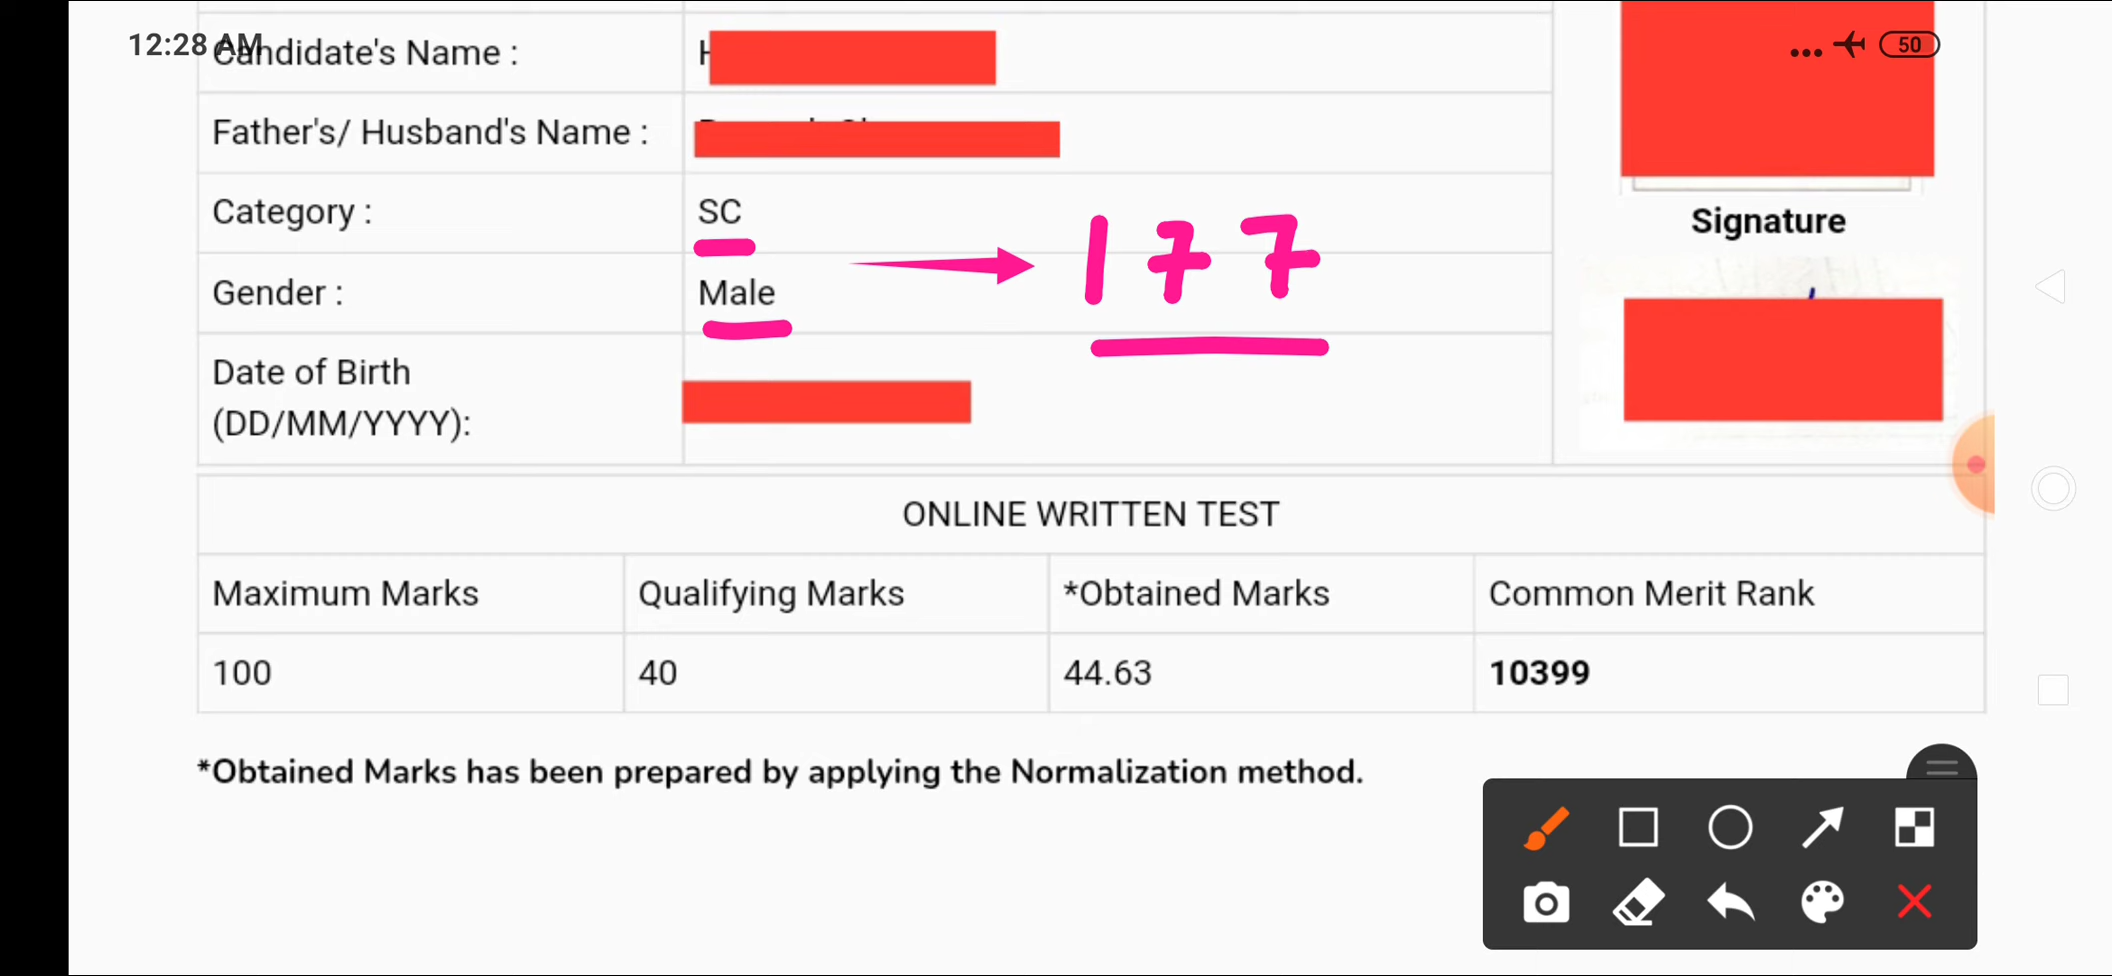 12:28 AM
50
Candidate's Name :
Father's/ Husband's Name :
Category : SC
177
Gender : Male
Signature
Date of Birth
(DD/MM/YYYY):
ONLINE WRITTEN TEST
Maximum Marks Qualifying Marks *Obtained Marks Common Merit Rank
100 40 44.63 10399
*Obtained Marks has been prepared by applying the Normalization method.